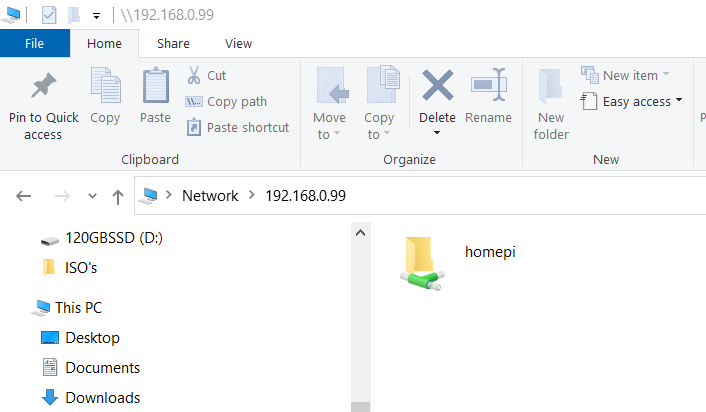 \\192.168.0.99
File Home Share View
Pin to Quick access
Copy
Paste
Cut
Copy path
Paste shortcut
Move to
Copy to
Delete
Rename
New folder
New item
Easy access
Clipboard Organize New
Network 192.168.0.99
120GBSSD (D:)
ISO's
This PC
Desktop
Documents
Downloads
homepi